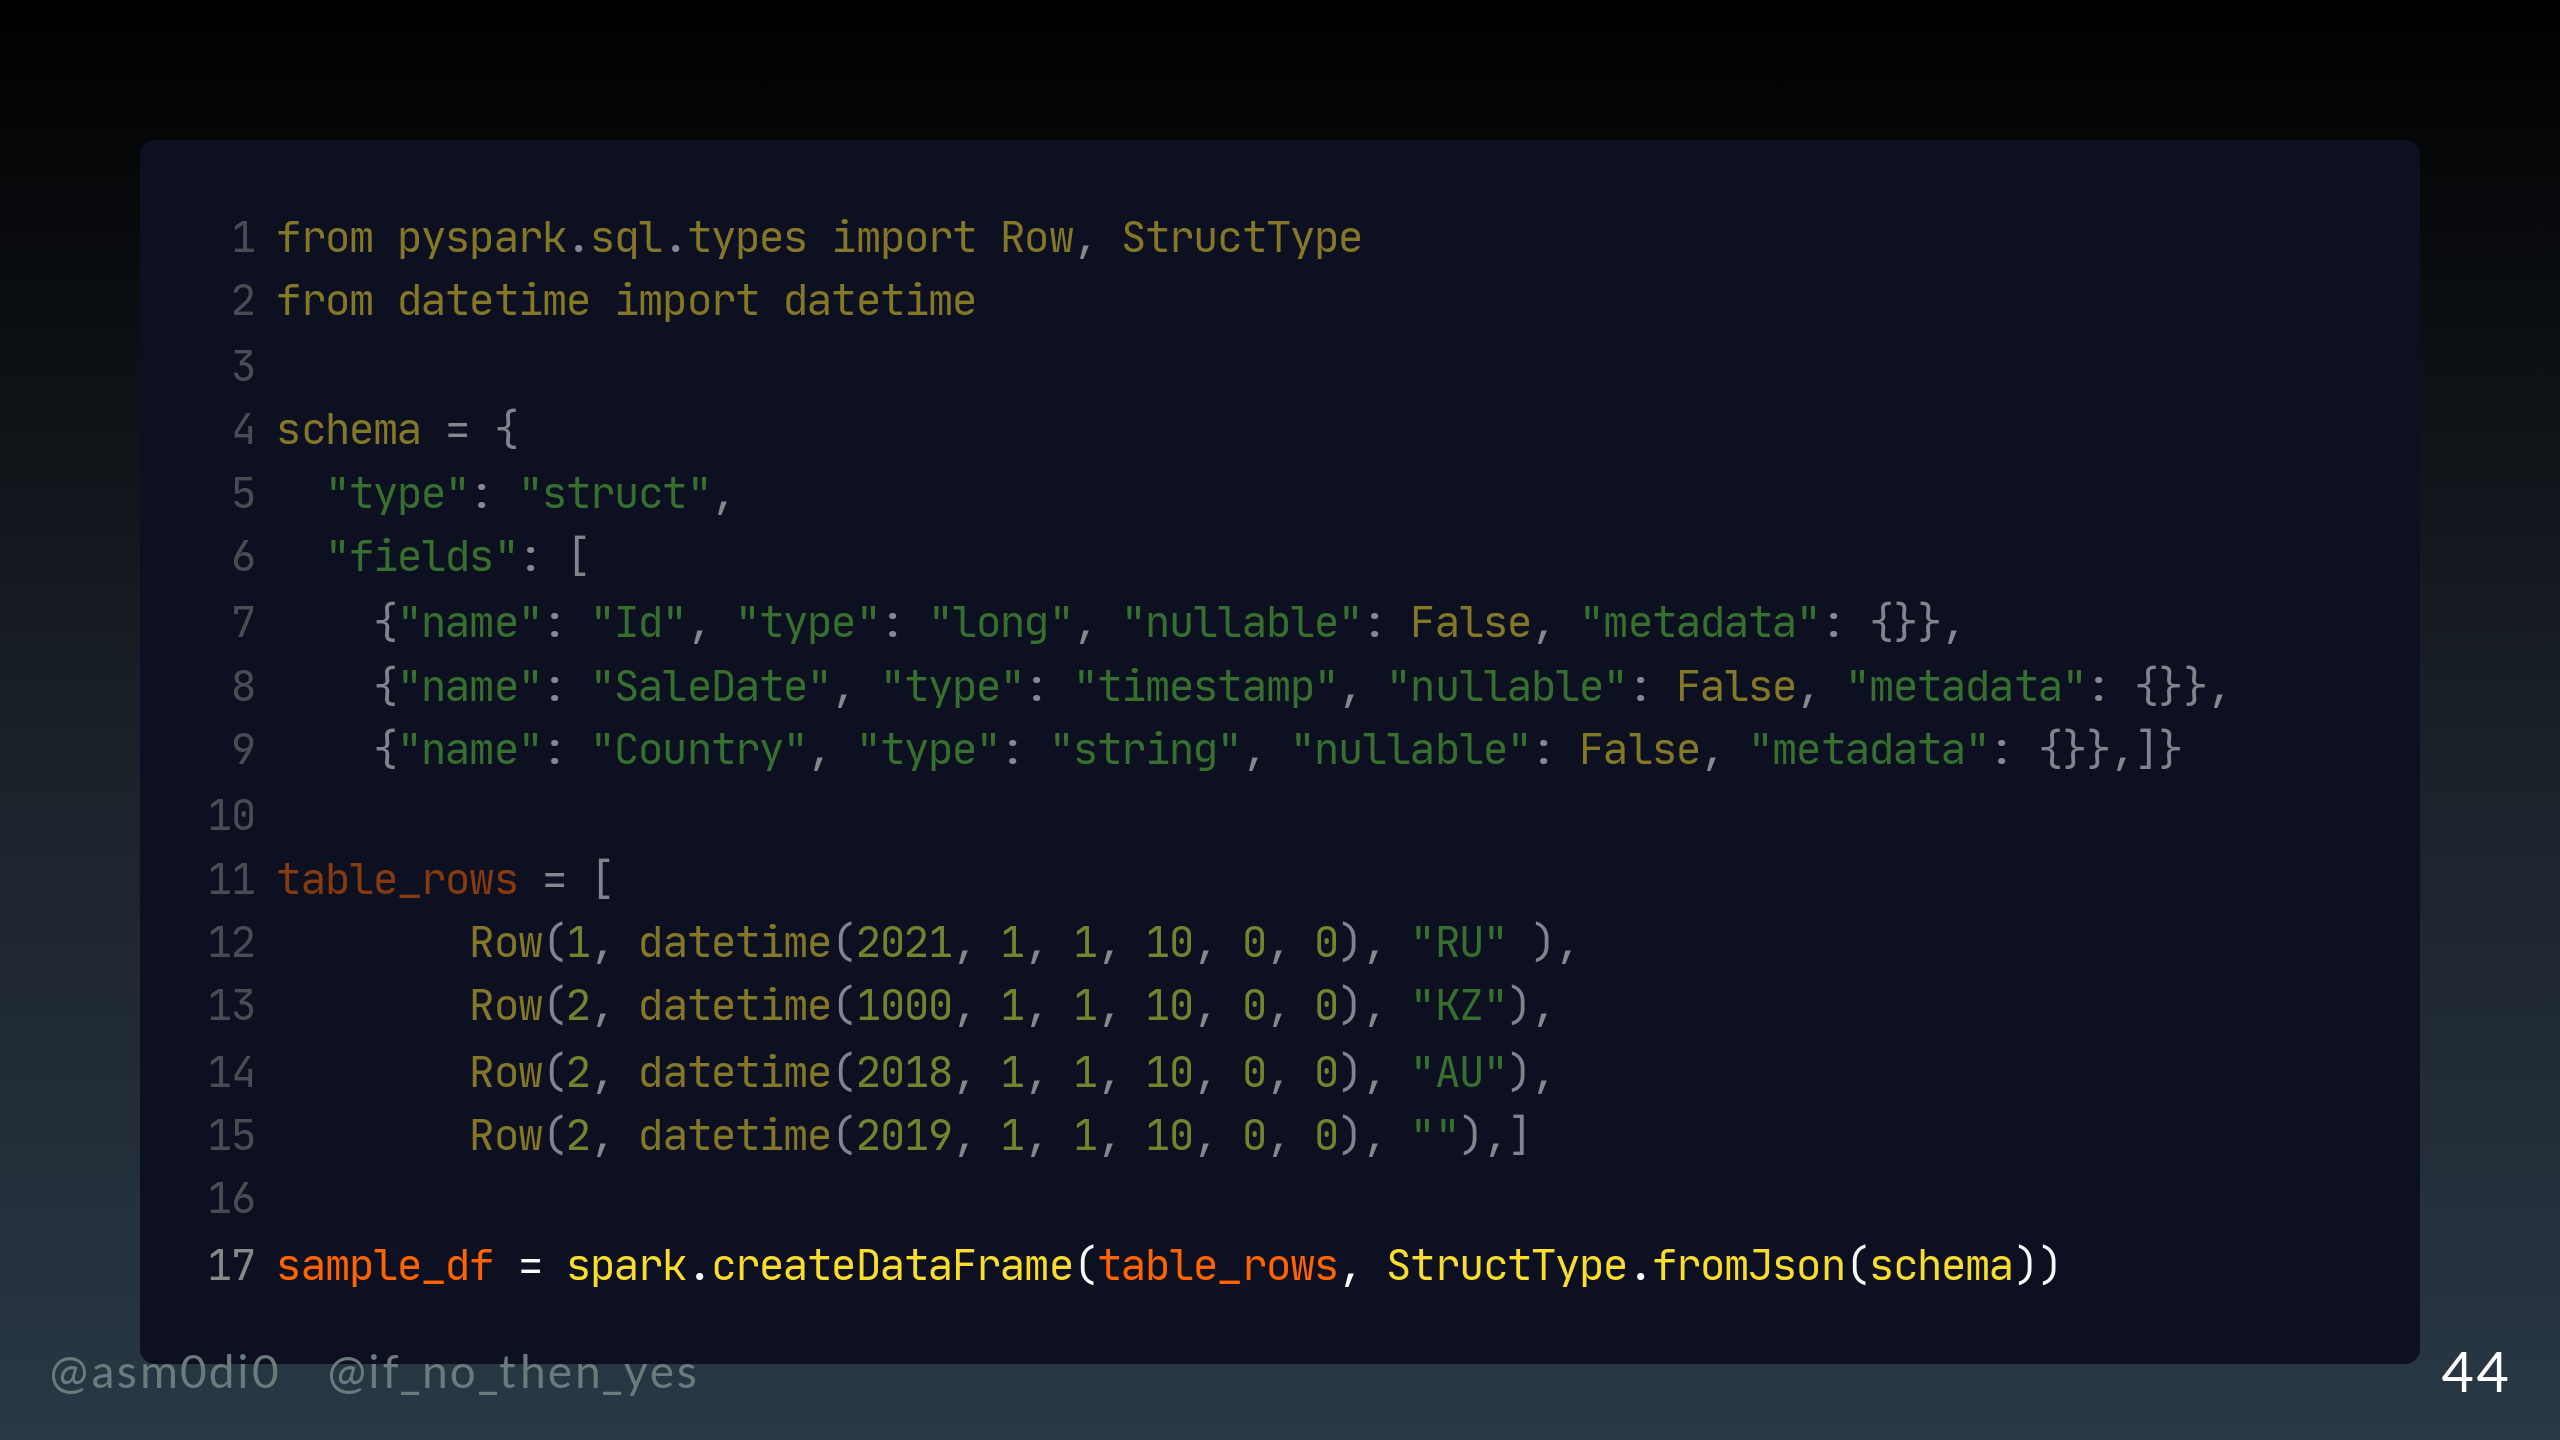 1 from pyspark.sql.types import Row, StructType
2 from datetime import datetime
3
4 schema = {
5   "type": "struct",
6   "fields": [
7     {"name": "Id", "type": "long", "nullable": False, "metadata": {}},
8     {"name": "SaleDate", "type": "timestamp", "nullable": False, "metadata": {}},
9     {"name": "Country", "type": "string", "nullable": False, "metadata": {}},]}
10
11 table_rows = [
12         Row(1, datetime(2021, 1, 1, 10, 0, 0), "RU" ),
13         Row(2, datetime(1000, 1, 1, 10, 0, 0), "KZ"),
14         Row(2, datetime(2018, 1, 1, 10, 0, 0), "AU"),
15         Row(2, datetime(2019, 1, 1, 10, 0, 0), ""),]
16
17 sample_df = spark.createDataFrame(table_rows, StructType.fromJson(schema))
@asm0di0 @if_no_then_yes
44